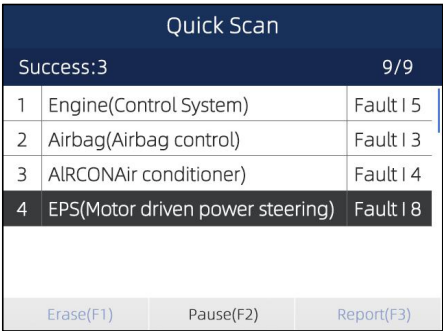 Quick Scan
Success:3 9/9
1 Engine(Control System) Fault I 5
2 Airbag(Airbag control) Fault I 3
3 AlRCONAir conditioner) Fault I 4
4 EPS(Motor driven power steering) Fault I 8
Erase(F1) Pause(F2) Report(F3)